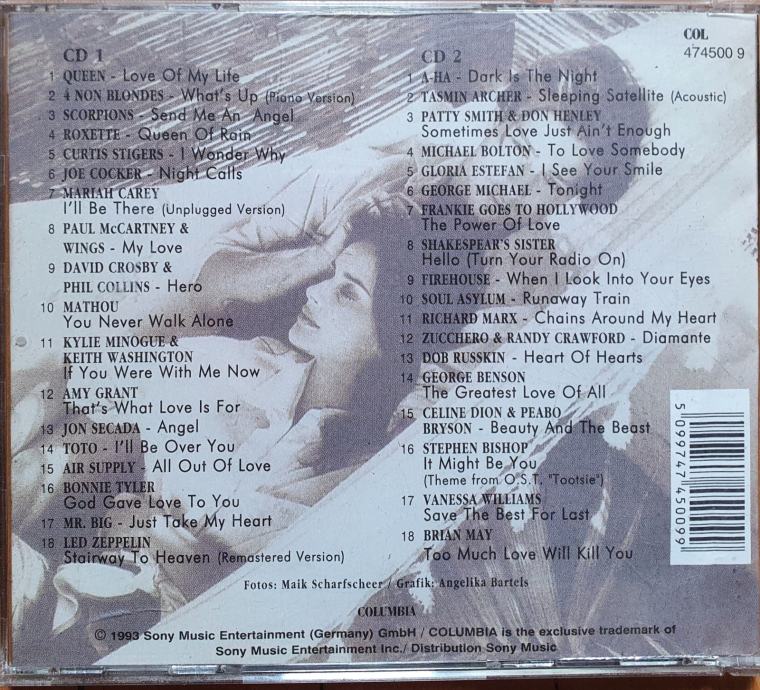 COL
474500 9
CD 1
1 QUEEN - Love Of My Life
2 4 NON BLONDES - What's Up (Piano Version)
3 SCORPIONS - Send Me An Angel
4 ROXETTE - Queen Of Rain
5 CURTIS STIGERS - I Wonder Why
6 JOE COCKER - Night Calls
7 MARIAH CAREY
I'll Be There (Unplugged Version)
8 PAUL McCARTNEY &
WINGS - My Love
9 DAVID CROSBY &
PHIL COLLINS - Hero
10 MATHOU
You Never Walk Alone
11 KYLIE MINOGUE &
KEITH WASHINGTON
If You Were With Me Now
12 AMY GRANT
That's What Love Is For
13 JON SECADA - Angel
14 TOTO - I'll Be Over You
15 AIR SUPPLY - All Out Of Love
16 BONNIE TYLER
God Gave Love To You
17 MR. BIG - Just Take My Heart
18 LED ZEPPELIN
Stairway To Heaven (Remastered Version)
CD 2
1 A-HA - Dark Is The Night
2 TASMIN ARCHER - Sleeping Satellite (Acoustic)
3 PATTY SMITH & DON HENLEY
Sometimes Love Just Ain't Enough
4 MICHAEL BOLTON - To Love Somebody
5 GLORIA ESTEFAN - I See Your Smile
6 GEORGE MICHAEL - Tonight
7 FRANKIE GOES TO HOLLYWOOD
The Power Of Love
8 SHAKESPEAR'S SISTER
Hello (Turn Your Radio On)
9 FIREHOUSE - When I Look Into Your Eyes
10 SOUL ASYLUM - Runaway Train
11 RICHARD MARX - Chains Around My Heart
12 ZUCCHERO & RANDY CRAWFORD - Diamante
13 DOB RUSSKIN - Heart Of Hearts
14 GEORGE BENSON
The Greatest Love Of All
15 CELINE DION & PEABO
BRYSON - Beauty And The Beast
16 STEPHEN BISHOP
It Might Be You
(Theme from O.S.T. "Tootsie")
17 VANESSA WILLIAMS
Save The Best For Last
18 BRIAN MAY
Too Much Love Will Kill You
5 099747 450099
Fotos: Maik Scharfscheer / Grafik: Angelika Bartels
COLUMBIA
© 1993 Sony Music Entertainment (Germany) GmbH / COLUMBIA is the exclusive trademark of
Sony Music Entertainment Inc./ Distribution Sony Music